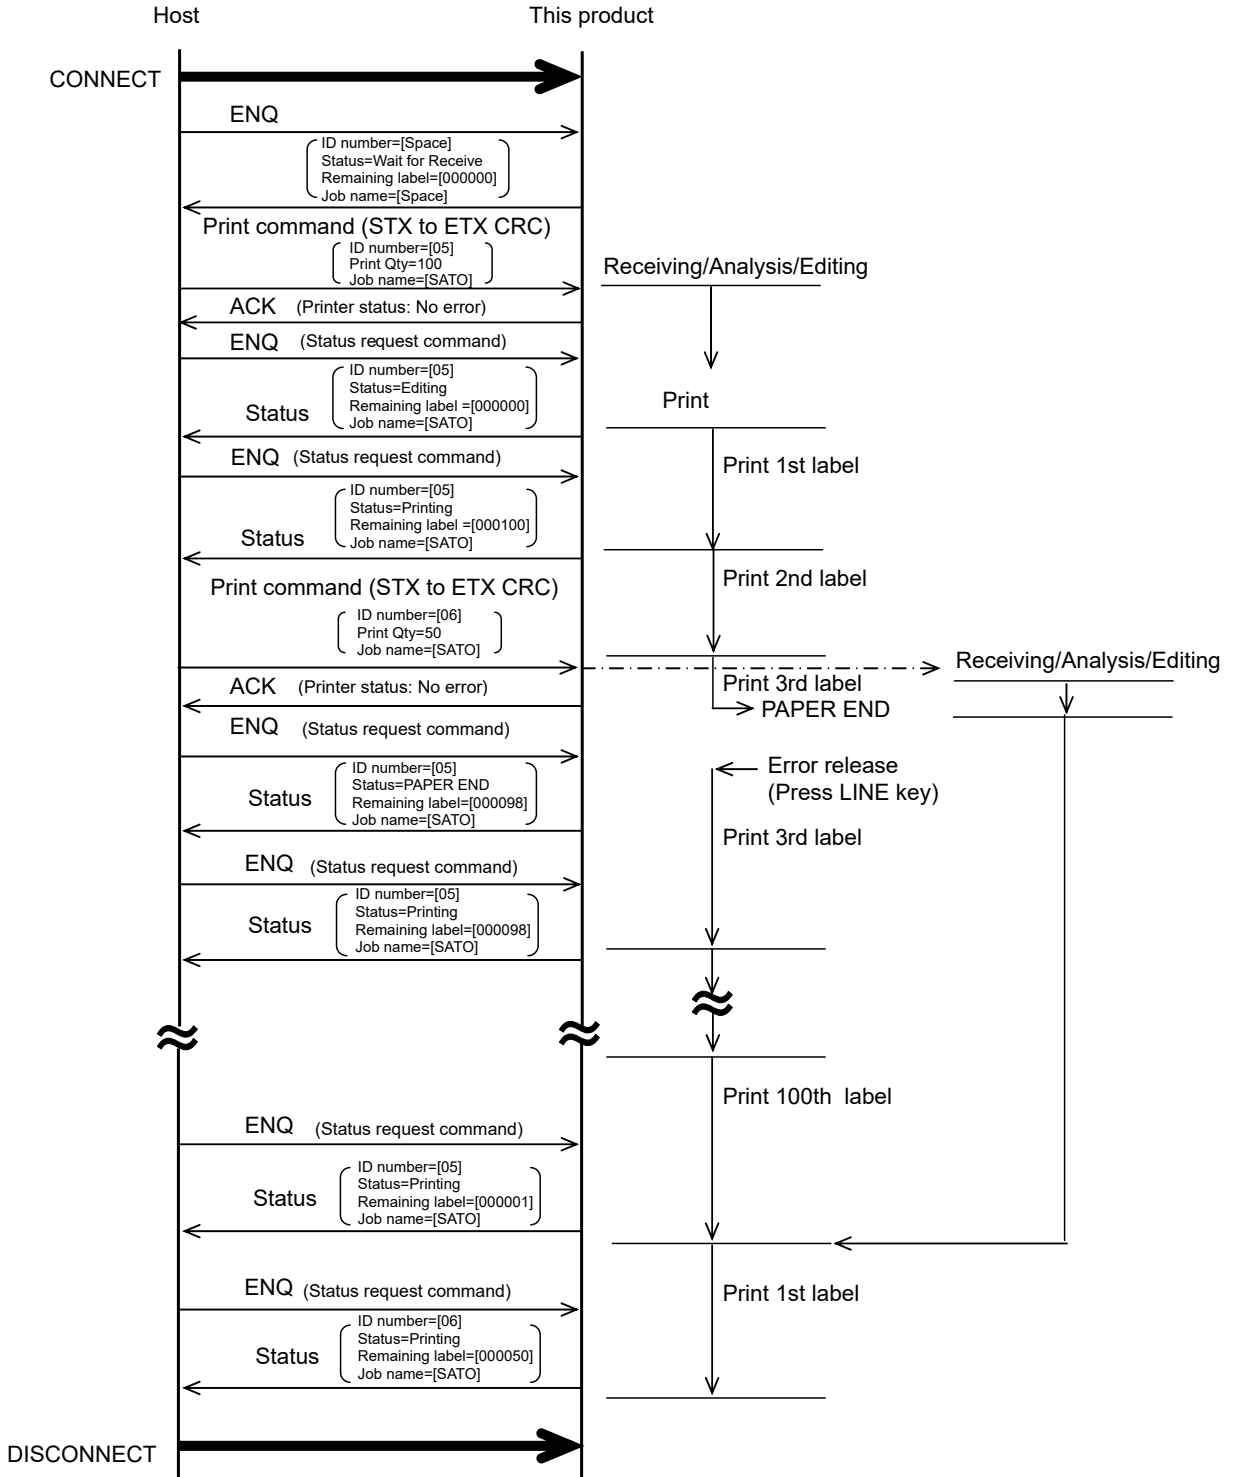 Host
This product
CONNECT
ENQ
ID number=[Space]
Status=Wait for Receive
Remaining label=[000000]
Job name=[Space]
Print command (STX to ETX CRC)
ID number=[05]
Print Qty=100
Job name=[SATO]
Receiving/Analysis/Editing
ACK (Printer status: No error)
ENQ (Status request command)
ID number=[05]
Status=Editing
Remaining label =[000000]
Job name=[SATO]
Status
Print
ENQ (Status request command)
Print 1st label
ID number=[05]
Status=Printing
Remaining label =[000100]
Job name=[SATO]
Status
Print 2nd label
Print command (STX to ETX CRC)
ID number=[06]
Print Qty=50
Job name=[SATO]
Receiving/Analysis/Editing
ACK (Printer status: No error)
Print 3rd label
PAPER END
ENQ (Status request command)
ID number=[05]
Status=PAPER END
Remaining label=[000098]
Job name=[SATO]
Status
Error release
(Press LINE key)
Print 3rd label
ENQ (Status request command)
ID number=[05]
Status=Printing
Remaining label=[000098]
Job name=[SATO]
Status
Print 100th label
ENQ (Status request command)
ID number=[05]
Status=Printing
Remaining label=[000001]
Job name=[SATO]
Status
ENQ (Status request command)
Print 1st label
ID number=[06]
Status=Printing
Remaining label=[000050]
Job name=[SATO]
Status
DISCONNECT